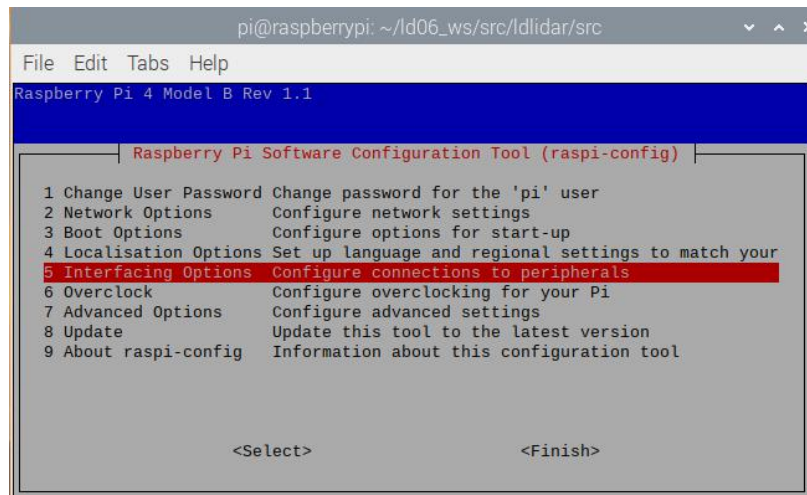 pi@raspberrypi: ~/ld06_ws/src/ldlidar/src
File Edit Tabs Help
Raspberry Pi 4 Model B Rev 1.1
Raspberry Pi Software Configuration Tool (raspi-config)
1 Change User Password Change password for the 'pi' user
2 Network Options Configure network settings
3 Boot Options Configure options for start-up
4 Localisation Options Set up language and regional settings to match your
5 Interfacing Options Configure connections to peripherals
6 Overclock Configure overclocking for your Pi
7 Advanced Options Configure advanced settings
8 Update Update this tool to the latest version
9 About raspi-config Information about this configuration tool
<Select> <Finish>